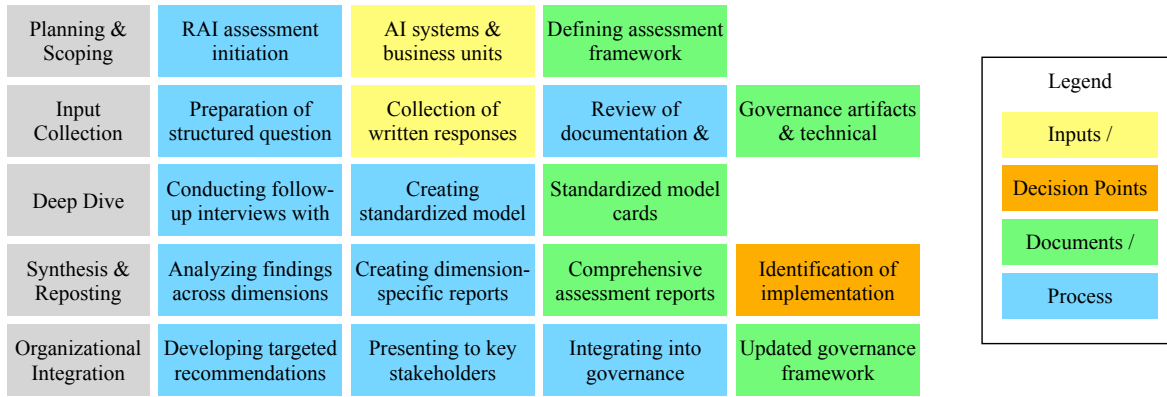 Planning &
Scoping
RAI assessment
initiation
AI systems &
business units
Defining assessment
framework
Input
Collection
Preparation of
structured question
Collection of
written responses
Review of
documentation &
Governance artifacts
& technical
Deep Dive
Conducting follow-
up interviews with
Creating
standardized model
Standardized model
cards
Synthesis &
Reposting
Analyzing findings
across dimensions
Creating dimension-
specific reports
Comprehensive
assessment reports
Identification of
implementation
Organizational
Integration
Developing targeted
recommendations
Presenting to key
stakeholders
Integrating into
governance
Updated governance
framework
Legend
Inputs /
Decision Points
Documents /
Process